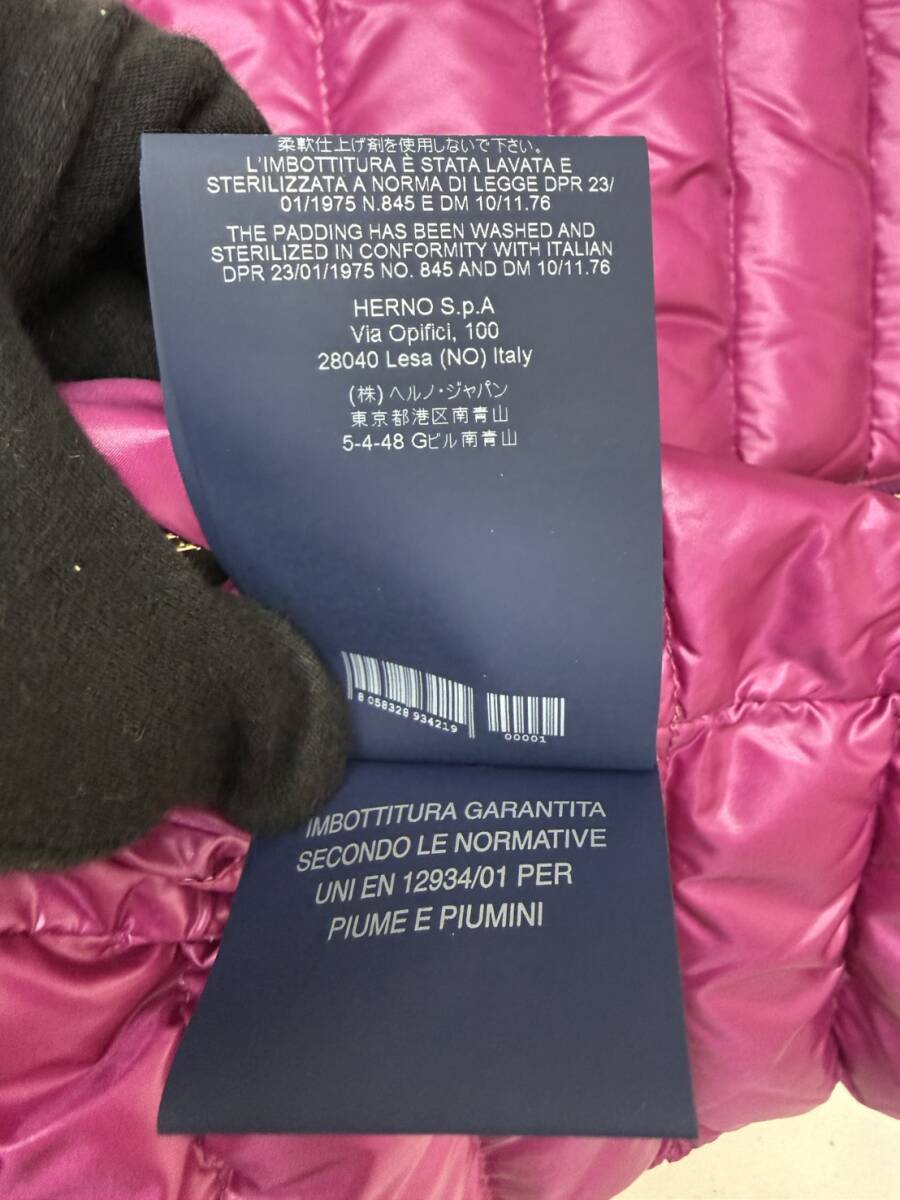 柔軟仕上げ剤を使用しないで下さい。
L'IMBOTTITURA È STATA LAVATA E
STERILIZZATA A NORMA DI LEGGE DPR 23/
01/1975 N.845 E DM 10/11.76
THE PADDING HAS BEEN WASHED AND
STERILIZED IN CONFORMITY WITH ITALIAN
DPR 23/01/1975 NO. 845 AND DM 10/11.76
HERNO S.p.A
Via Opifici, 100
28040 Lesa (NO) Italy
(株)ヘルノ・ジャパン
東京都港区南青山
5-4-48 Gビル南青山
8 058328 934219
00001
IMBOTTITURA GARANTITA
SECONDO LE NORMATIVE
UNI EN 12934/01 PER
PIUME E PIUMINI